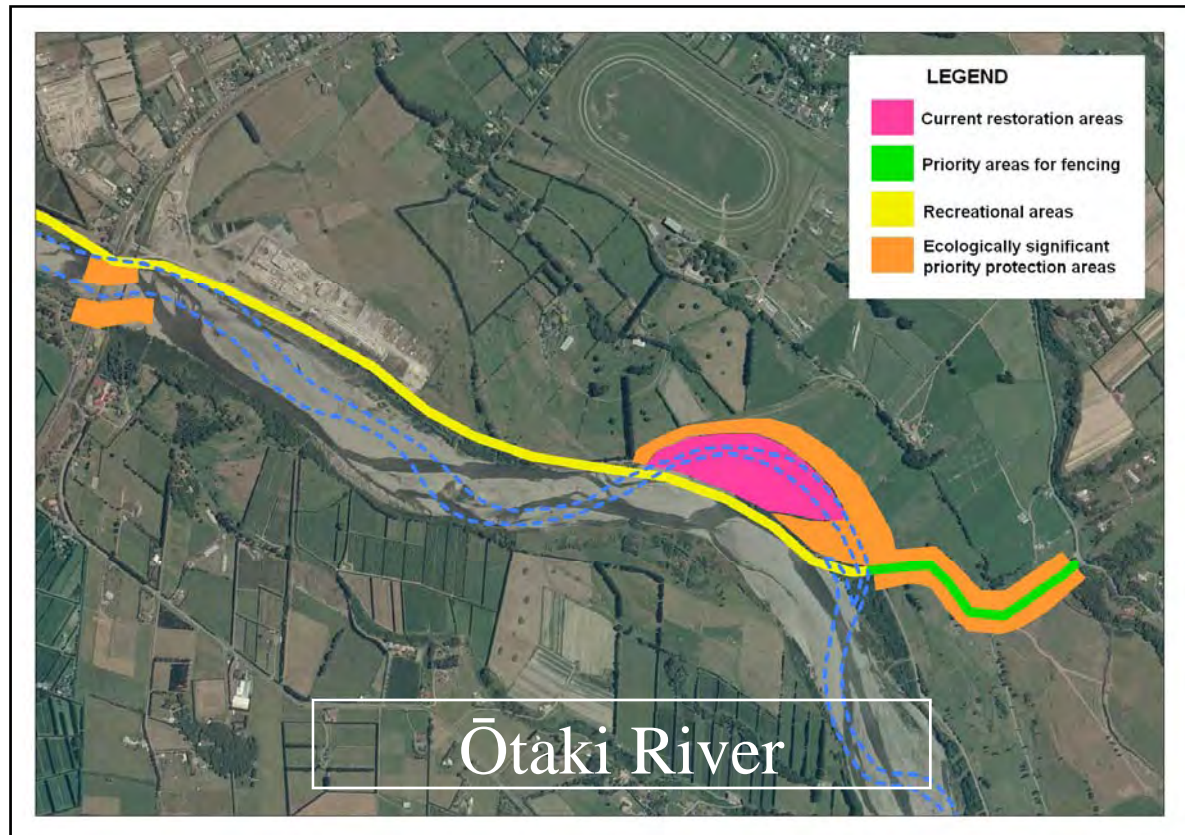 LEGEND
Current restoration areas
Priority areas for fencing
Recreational areas
Ecologically significant
priority protection areas
Ōtaki River